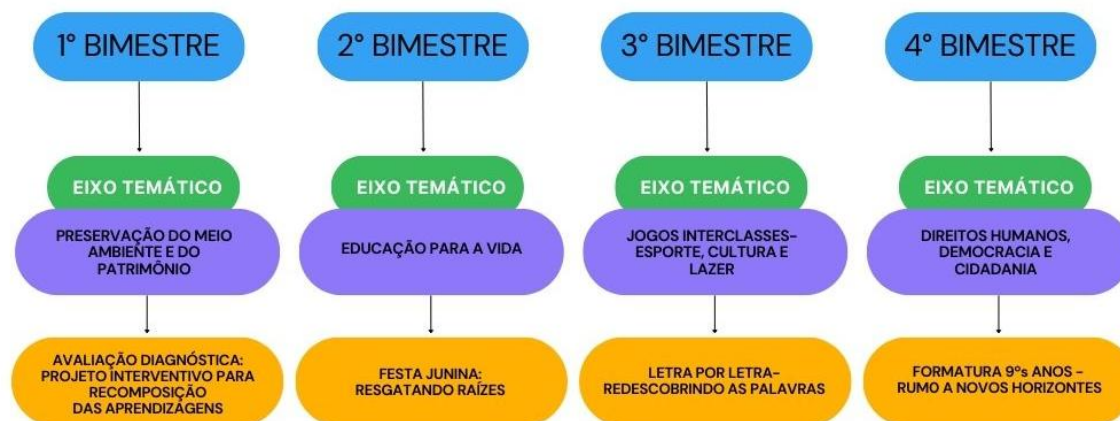 1° BIMESTRE
2° BIMESTRE
3° BIMESTRE
4° BIMESTRE
EIXO TEMÁTICO
EIXO TEMÁTICO
EIXO TEMÁTICO
EIXO TEMÁTICO
PRESERVAÇÃO DO MEIO
AMBIENTE E DO
PATRIMÔNIO
EDUCAÇÃO PARA A VIDA
JOGOS INTERCLASSES-
ESPORTE, CULTURA E
LAZER
DIREITOS HUMANOS,
DEMOCRACIA E
CIDADANIA
AVALIAÇÃO DIAGNÓSTICA:
PROJETO INTERVENTIVO PARA
RECOMPOSIÇÃO
DAS APRENDIZAGENS
FESTA JUNINA:
RESGATANDO RAÍZES
LETRA POR LETRA-
REDESCOBRINDO AS PALAVRAS
FORMATURA 9ºs ANOS -
RUMO A NOVOS HORIZONTES